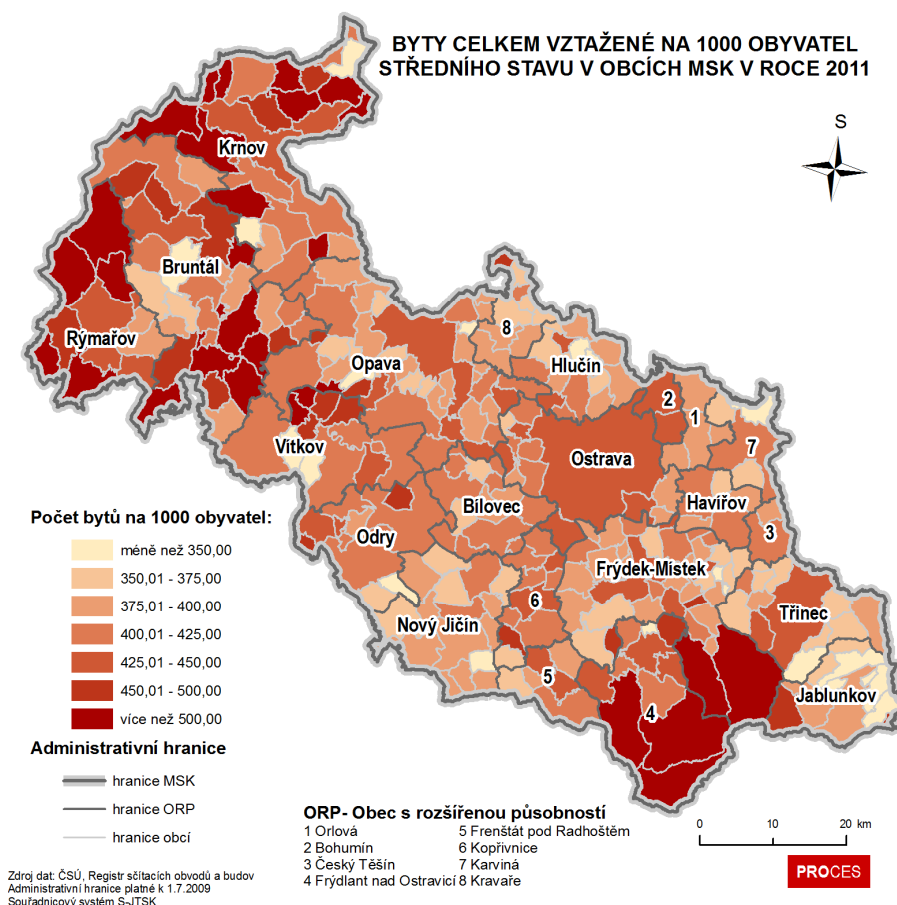 BYTY CELKEM VZTAŽENÉ NA 1000 OBYVATEL
STŘEDNÍHO STAVU V OBCÍCH MSK V ROCE 2011
S
Krnov
Bruntál
Rýmařov
8
Opava
Hlučín
2
1
Vítkov
7
Ostrava
Bílovec
Havířov
3
Odry
Frýdek-Místek
6
Třinec
Nový Jičín
5
Jablunkov
4
Počet bytů na 1000 obyvatel:
méně než 350,00
350,01 - 375,00
375,01 - 400,00
400,01 - 425,00
425,01 - 450,00
450,01 - 500,00
více než 500,00
Administrativní hranice
hranice MSK
hranice ORP
hranice obcí
ORP- Obec s rozšířenou působností
1 Orlová
2 Bohumín
3 Český Těšín
4 Frýdlant nad Ostravicí
5 Frenštát pod Radhoštěm
6 Kopřivnice
7 Karviná
8 Kravaře
0 10 20 km
PROCES
Zdroj dat: ČSÚ, Registr sčítacích obvodů a budov
Administrativní hranice platné k 1.7.2009
Souřadnicový systém S-JTSK